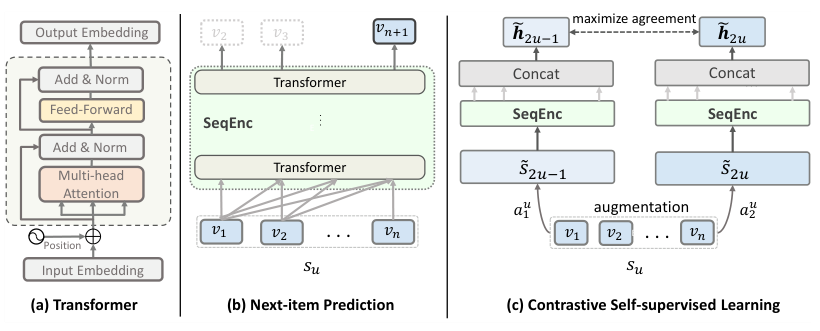 Output Embedding
Add & Norm
Feed-Forward
Add & Norm
Multi-head
Attention
Position
Input Embedding
(a) Transformer
v₂
v₃
vₙ₊₁
Transformer
SeqEnc
⋮
Transformer
v₁ v₂ . . . vₙ
sᵤ
(b) Next-item Prediction
maximize agreement
h̃₂ᵤ₋₁
h̃₂ᵤ
Concat
Concat
SeqEnc
SeqEnc
s̃₂ᵤ₋₁
s̃₂ᵤ
a₁ᵘ
augmentation
a₂ᵘ
v₁ v₂ . . . vₙ
sᵤ
(c) Contrastive Self-supervised Learning